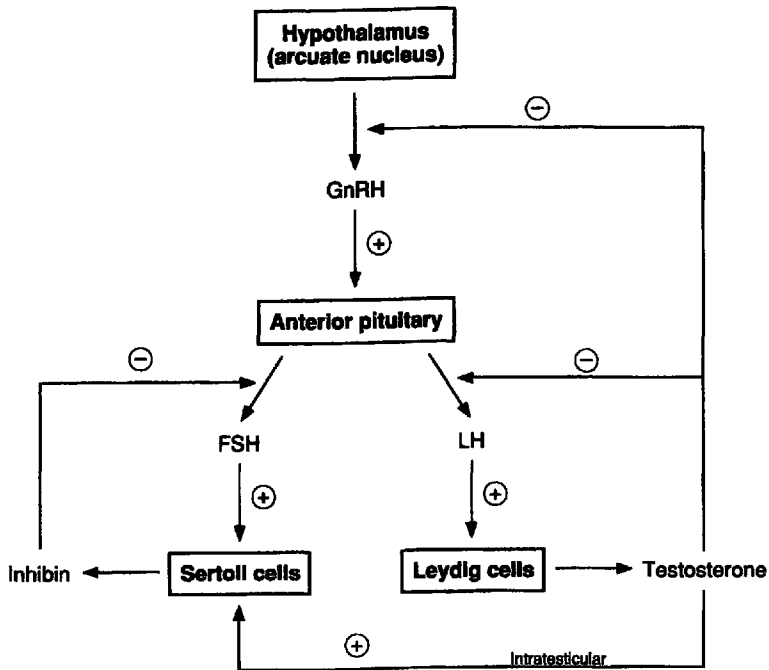 Hypothalamus
(arcuate nucleus)
−
GnRH
+
Anterior pituitary
−
−
FSH
LH
+
+
Inhibin
Sertoli cells
Leydig cells
Testosterone
+
Intratesticular